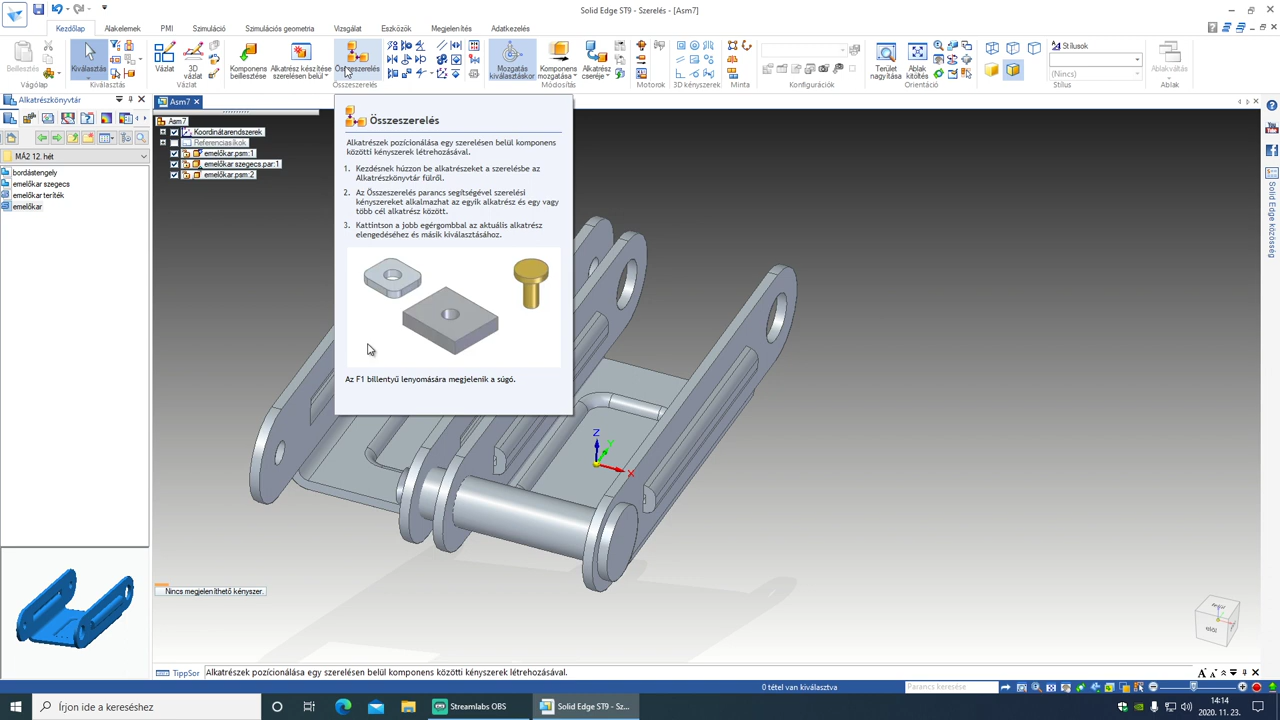 Solid Edge ST9 - Szerelés - [Asm7]
Kezdőlap Alakelemek PMI Szimuláció Szimulációs geometria Vizsgálat Eszközök Megjelenítés Adatkezelés
Beillesztés
Kiválasztás
Vázlat
3D vázlat
Komponens beillesztése
Alkatrész készítése szerelésen belül
Összeszerelés
Mozgatás kiválasztáskor
Komponens mozgatása
Alkatrész cseréje
Terület nagyítása
Ablak kitöltés
Stílusok
(Nincs)
Ablakváltás
Vágólap Kiválasztás Vázlat Összeszerelés Módosítás Motorok 3D kényszerek Minta Konfigurációk Orientáció Stílus Ablak
Alkatrészkönyvtár
Asm7
MÁ2 12. hét
bordástengely
emelőkar szegecs
emelőkar teríték
emelőkar
Asm7
Koordinátarendszerek
Referenciasíkok
emelőkar.psm:1
emelőkar szegecs.par:1
emelőkar.psm:2
Összeszerelés
Alkatrészek pozícionálása egy szerelésen belül komponens
közötti kényszerek létrehozásával.
1. Kezdésnek húzzon be alkatrészeket a szerelésbe az
Alkatrészkönyvtár fülről.
2. Az Összeszerelés parancs segítségével szerelési
kényszereket alkalmazhat az egyik alkatrész és egy vagy
több cél alkatrész között.
3. Kattintson a jobb egérgombbal az aktuális alkatrész
elengedéséhez és másik kiválasztásához.
Az F1 billentyű lenyomására megjelenik a súgó.
Z
Y
X
Nincs megjeleníthető kényszer.
Solid Edge közösség
TippSor
Alkatrészek pozícionálása egy szerelésen belül komponens közötti kényszerek létrehozásával.
0 tétel van kiválasztva
Parancs keresése
Írjon ide a kereséshez
Streamlabs OBS
Solid Edge ST9 - Sz...
14:14
2020. 11. 23.